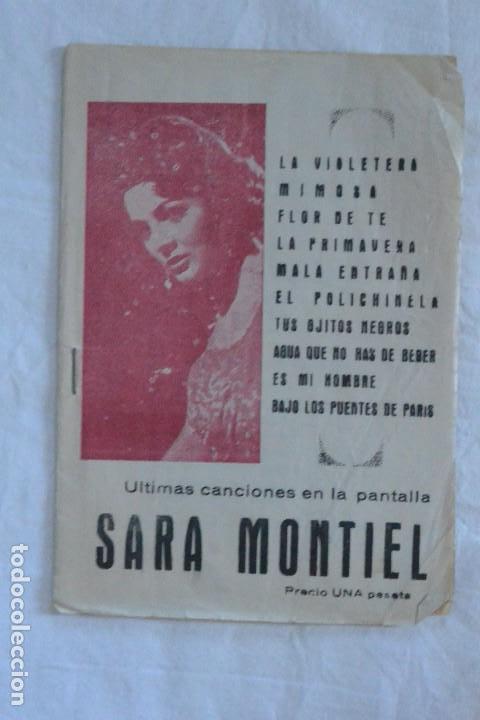 LA VIOLETERA
MIMOSA
FLOR DE TE
LA PRIMAVERA
MALA ENTRAÑA
EL POLICHINELA
TUS OJITOS NEGROS
AGUA QUE NO HAS DE BEBER
ES MI HOMBRE
BAJO LOS PUENTES DE PARIS
Ultimas canciones en la pantalla
SARA MONTIEL
Precio UNA peseta
todocoleccion
todocoleccion.net